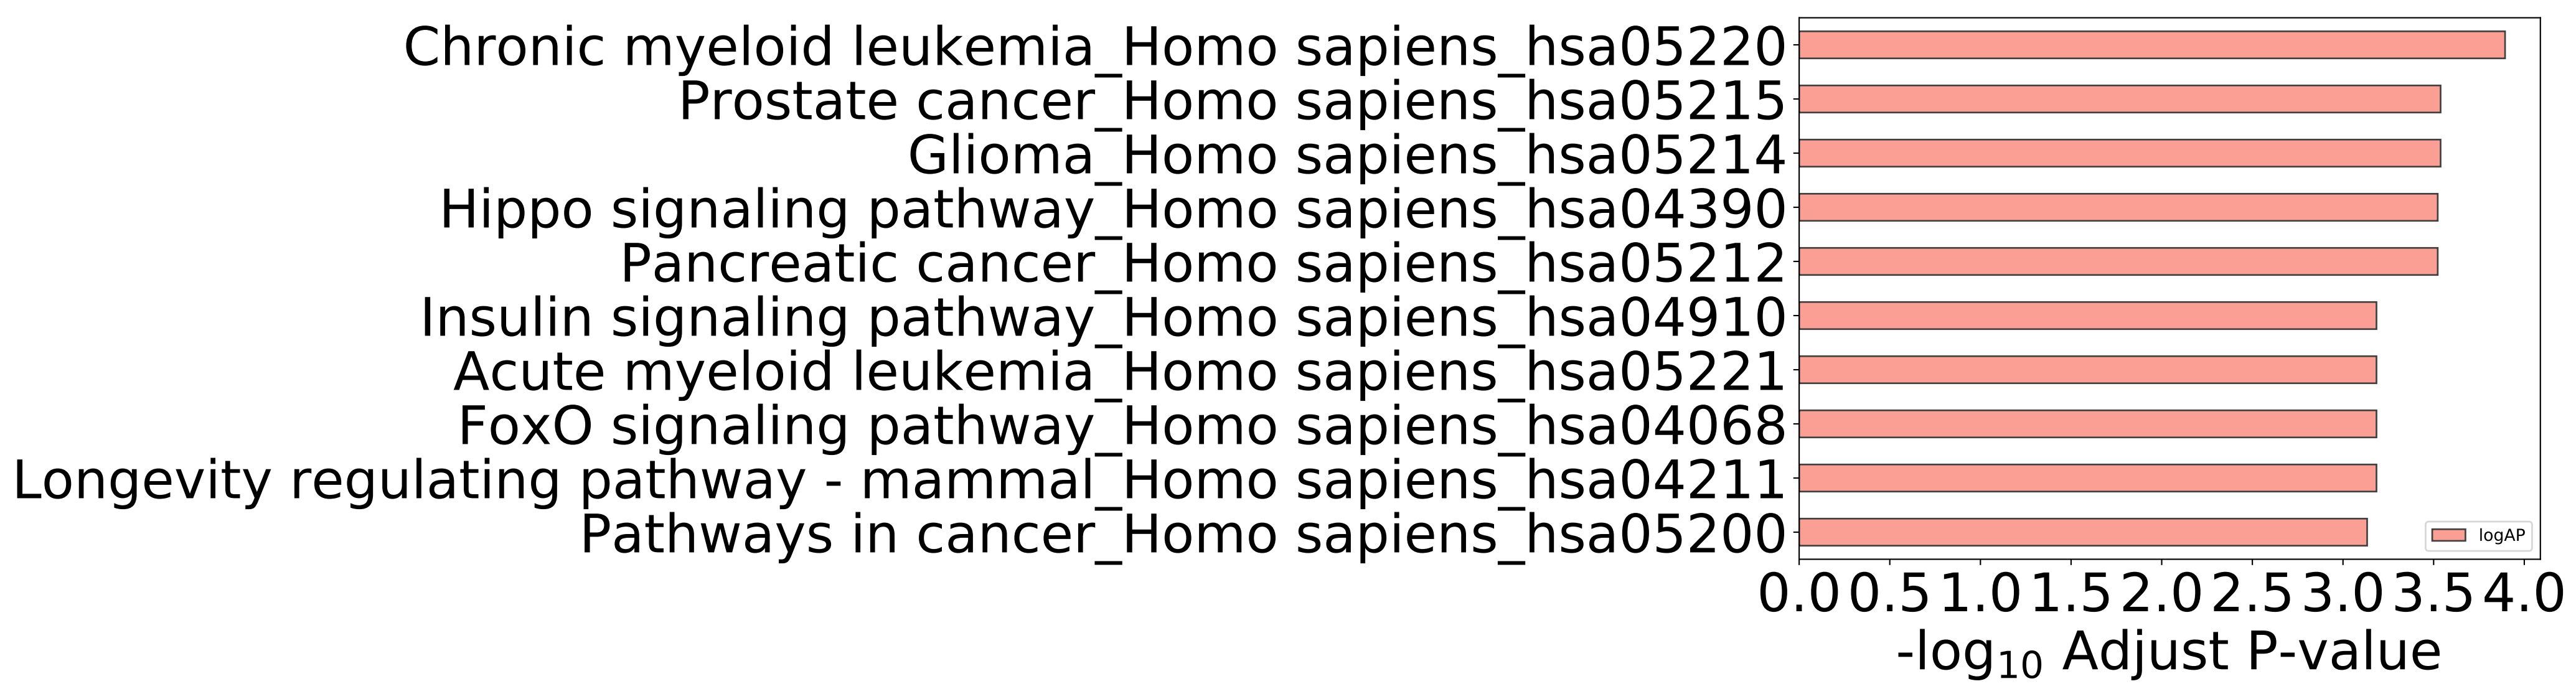 Chronic myeloid leukemia_Homo sapiens_hsa05220
Prostate cancer_Homo sapiens_hsa05215
Glioma_Homo sapiens_hsa05214
Hippo signaling pathway_Homo sapiens_hsa04390
Pancreatic cancer_Homo sapiens_hsa05212
Insulin signaling pathway_Homo sapiens_hsa04910
Acute myeloid leukemia_Homo sapiens_hsa05221
FoxO signaling pathway_Homo sapiens_hsa04068
Longevity regulating pathway - mammal_Homo sapiens_hsa04211
Pathways in cancer_Homo sapiens_hsa05200
logAP
0.0 0.5 1.0 1.5 2.0 2.5 3.0 3.5 4.0
-log₁₀ Adjust P-value